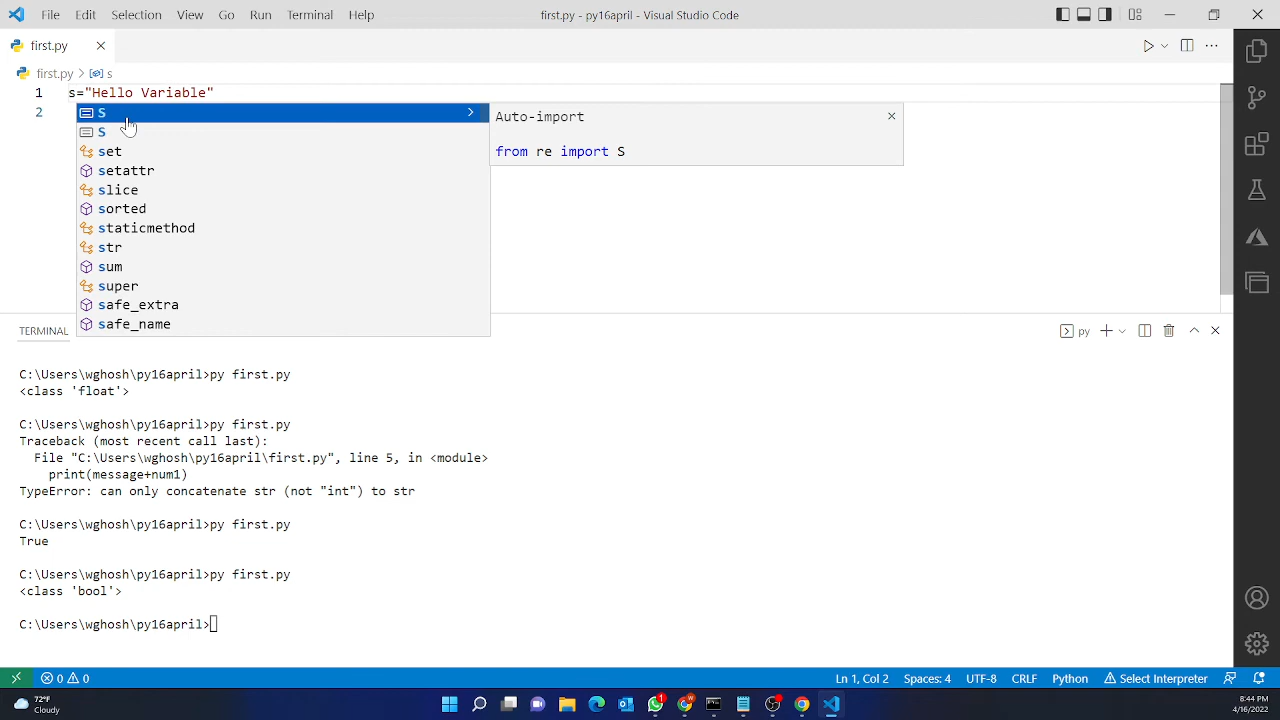 File Edit Selection View Go Run Terminal Help first.py - py16april - Visual Studio Code
first.py
first.py > s
1 s="Hello Variable"
2
S
S
set
setattr
slice
sorted
staticmethod
str
sum
super
safe_extra
safe_name
Auto-import
from re import S
TERMINAL
py
C:\Users\wghosh\py16april>py first.py
<class 'float'>
C:\Users\wghosh\py16april>py first.py
Traceback (most recent call last):
File "C:\Users\wghosh\py16april\first.py", line 5, in <module>
print(message+num1)
TypeError: can only concatenate str (not "int") to str
C:\Users\wghosh\py16april>py first.py
True
C:\Users\wghosh\py16april>py first.py
<class 'bool'>
C:\Users\wghosh\py16april>
0 0 Ln 1, Col 2 Spaces: 4 UTF-8 CRLF Python Select Interpreter
72°F
Cloudy
1
8:44 PM
4/16/2022